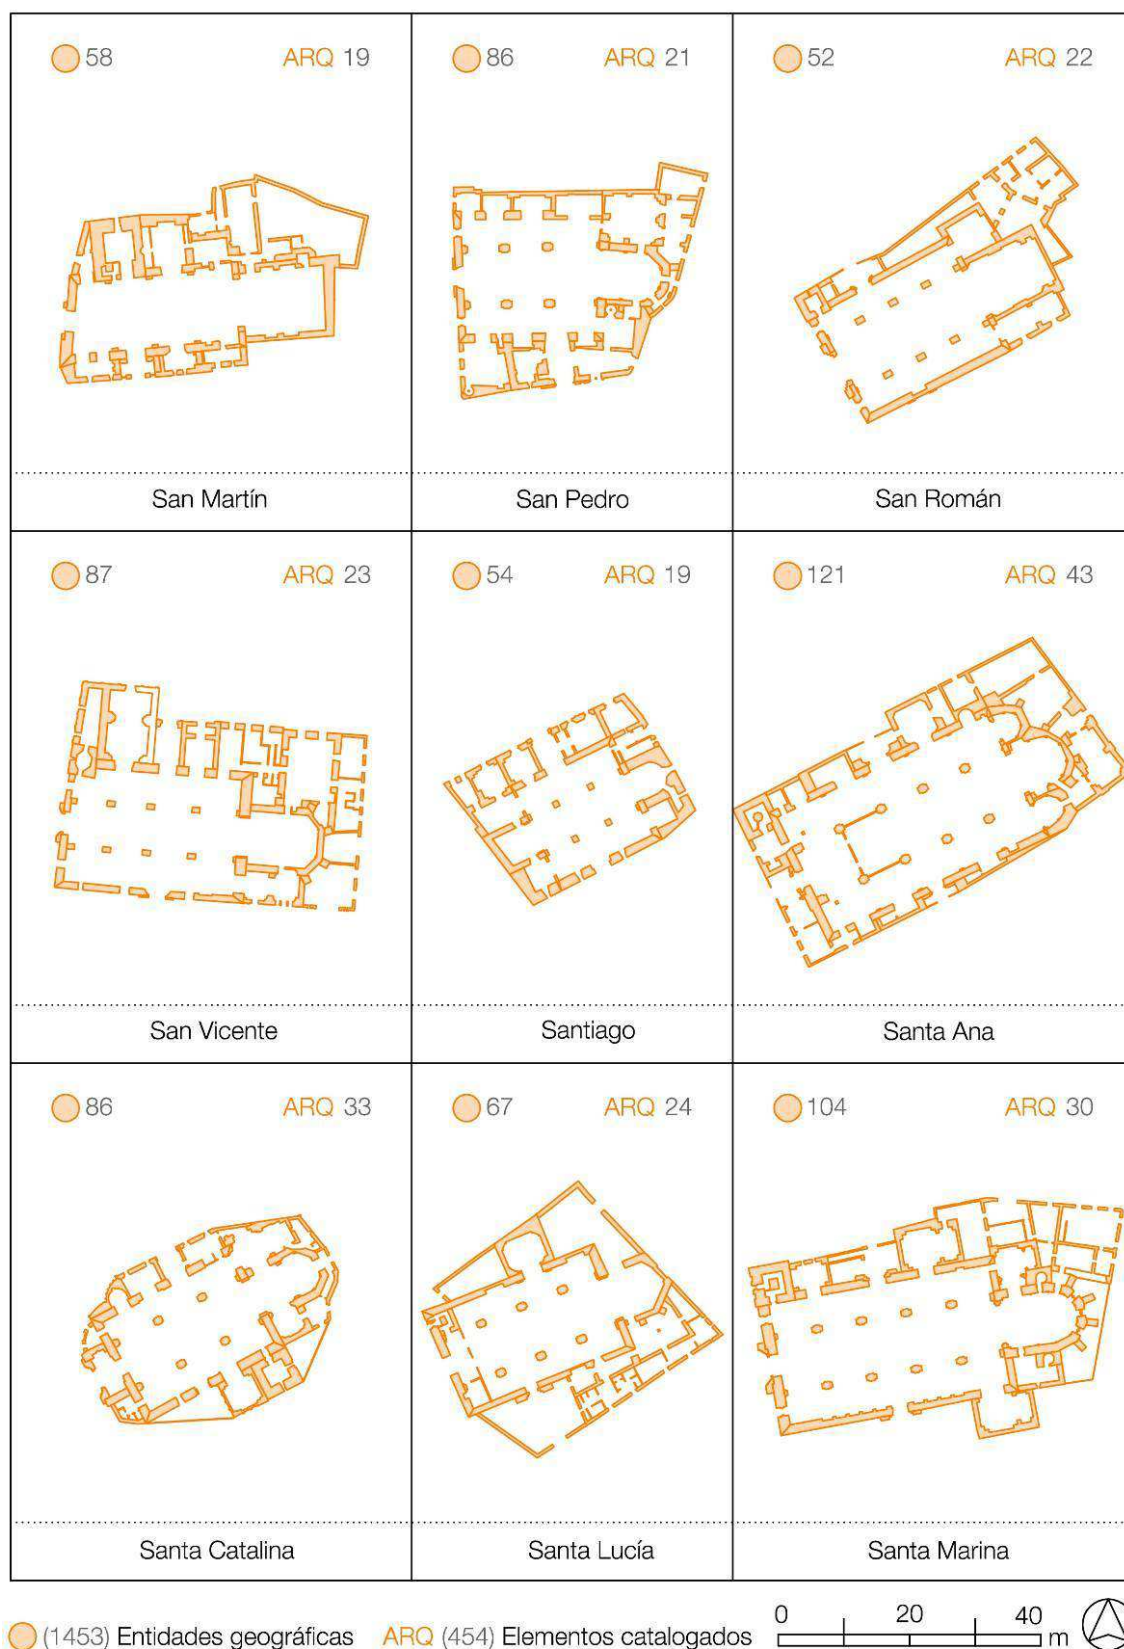 58 ARQ 19 86 ARQ 21 52 ARQ 22
San Martín San Pedro San Román
87 ARQ 23 54 ARQ 19 121 ARQ 43
San Vicente Santiago Santa Ana
86 ARQ 33 67 ARQ 24 104 ARQ 30
Santa Catalina Santa Lucía Santa Marina
(1453) Entidades geográficas ARQ (454) Elementos catalogados 0 20 40 m